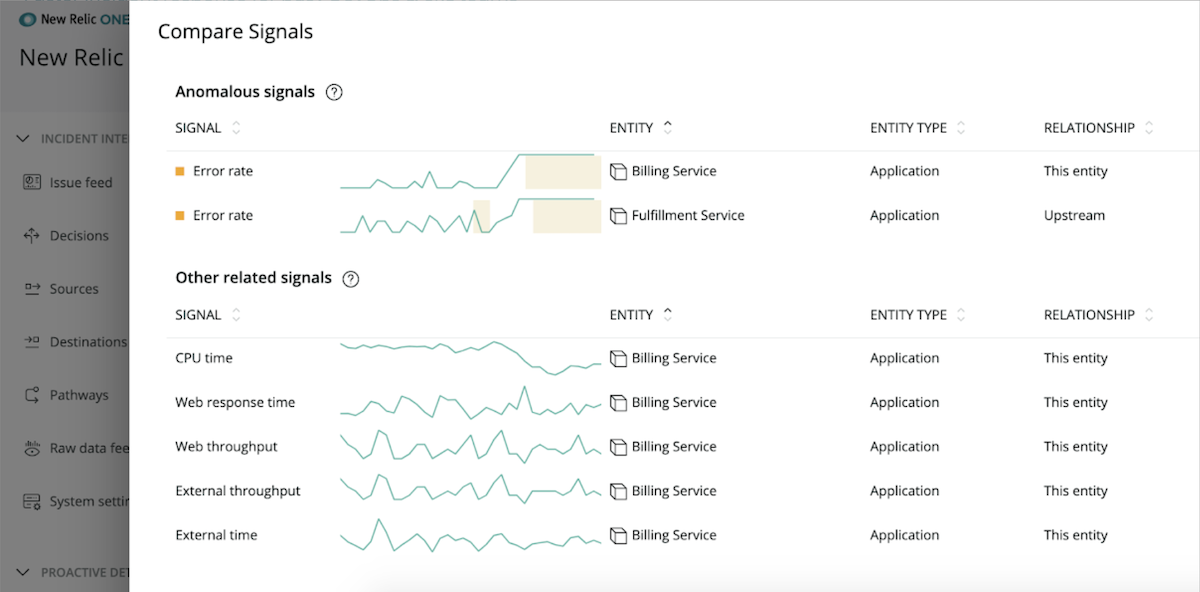 New Relic ONE
New Relic
INCIDENT INTE
Issue feed
Decisions
Sources
Destinations
Pathways
Raw data fee
System settin
PROACTIVE DET
Compare Signals
Anomalous signals ?
SIGNAL ENTITY ENTITY TYPE RELATIONSHIP
Error rate Billing Service Application This entity
Error rate Fulfillment Service Application Upstream
Other related signals ?
SIGNAL ENTITY ENTITY TYPE RELATIONSHIP
CPU time Billing Service Application This entity
Web response time Billing Service Application This entity
Web throughput Billing Service Application This entity
External throughput Billing Service Application This entity
External time Billing Service Application This entity